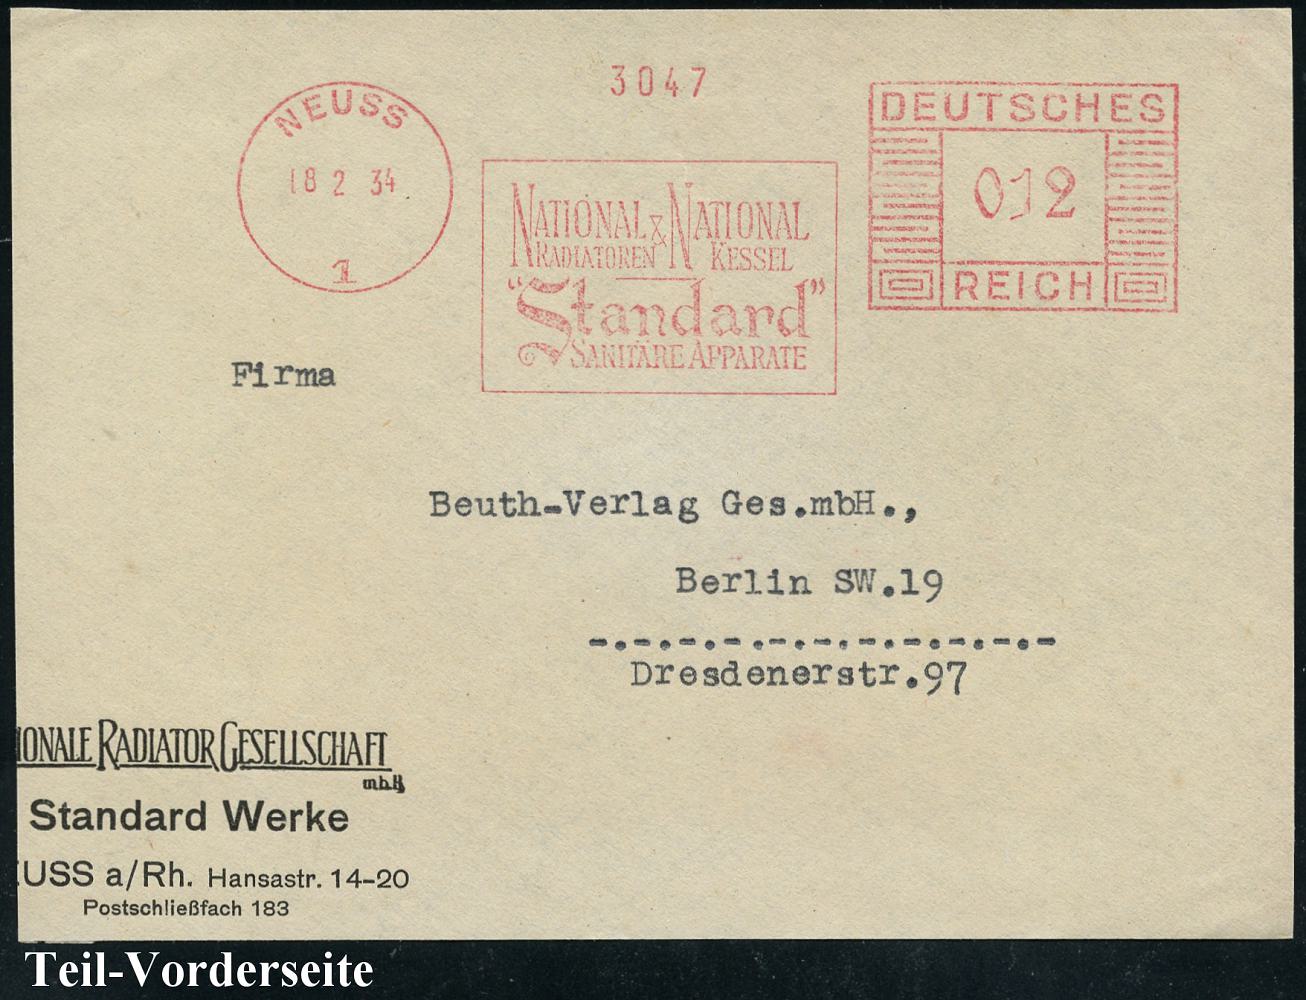 3047
NEUSS
18 2 34
1
NATIONAL & NATIONAL
RADIATOREN KESSEL
"Standard"
SANITÄRE APPARATE
DEUTSCHES
012
REICH
Firma
Beuth-Verlag Ges.mbH.,
Berlin SW.19
-.-.-.-.-.-.-.-.-.-.-
Dresdenerstr.97
IONALE RADIATOR GESELLSCHAFT
m.b.H.
Standard Werke
EUSS a/Rh. Hansastr. 14-20
Postschließfach 183
Teil-Vorderseite